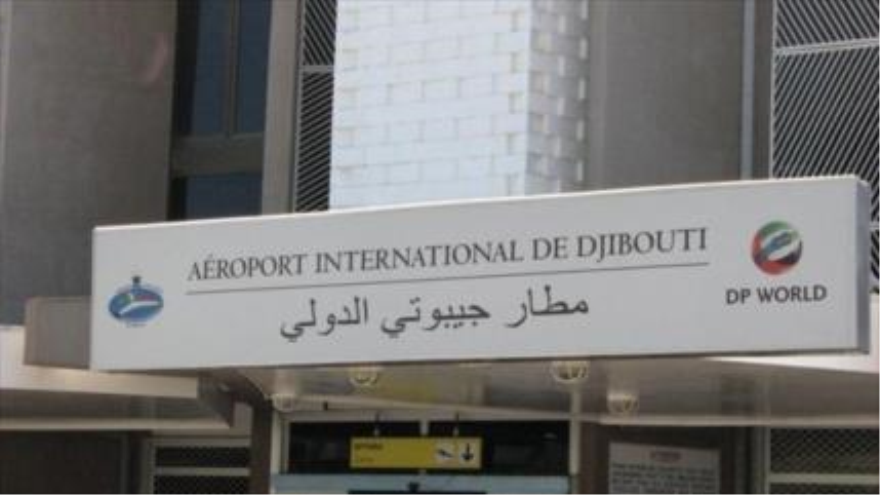 AÉROPORT INTERNATIONAL DE DJIBOUTI
مطار جيبوتي الدولي
DP WORLD